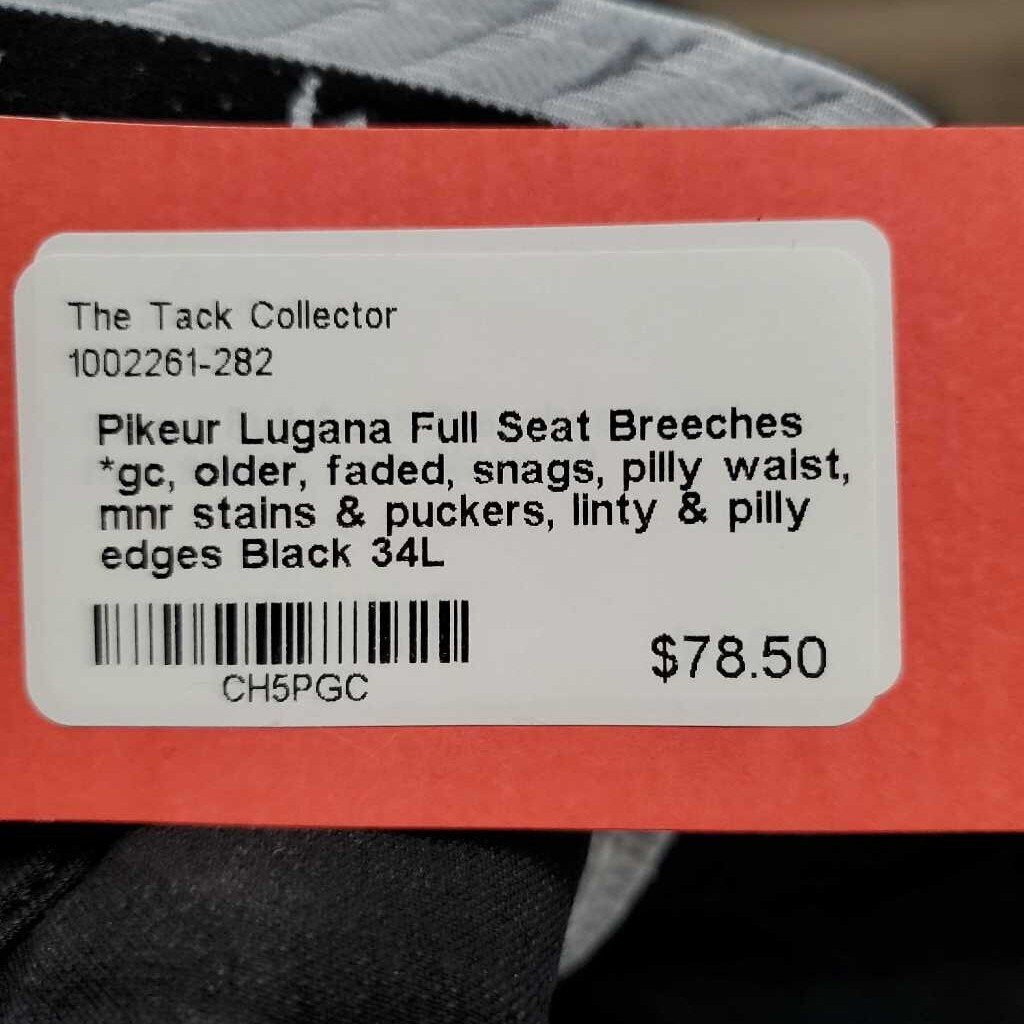 The Tack Collector
1002261-282
Pikeur Lugana Full Seat Breeches
*gc, older, faded, snags, pilly waist,
mnr stains & puckers, linty & pilly
edges Black 34L
CH5PGC
$78.50